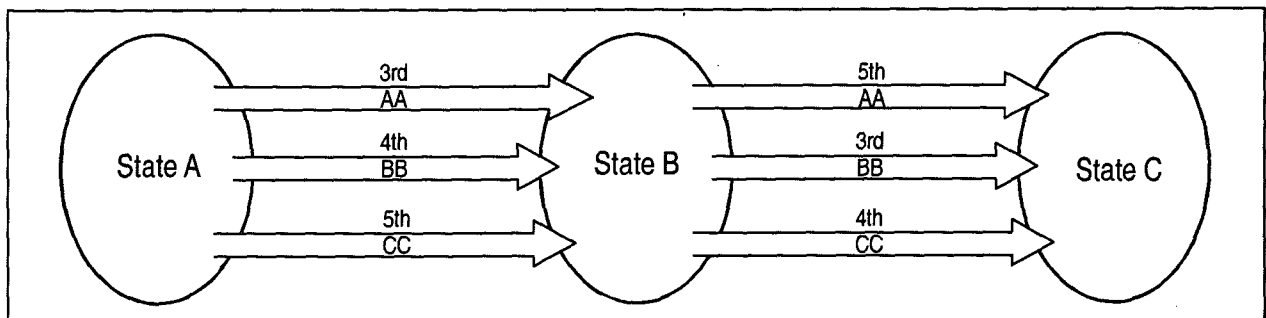 3rd
5th
AA
AA
4th
3rd
State A
BB
State B
BB
State C
5th
4th
CC
CC